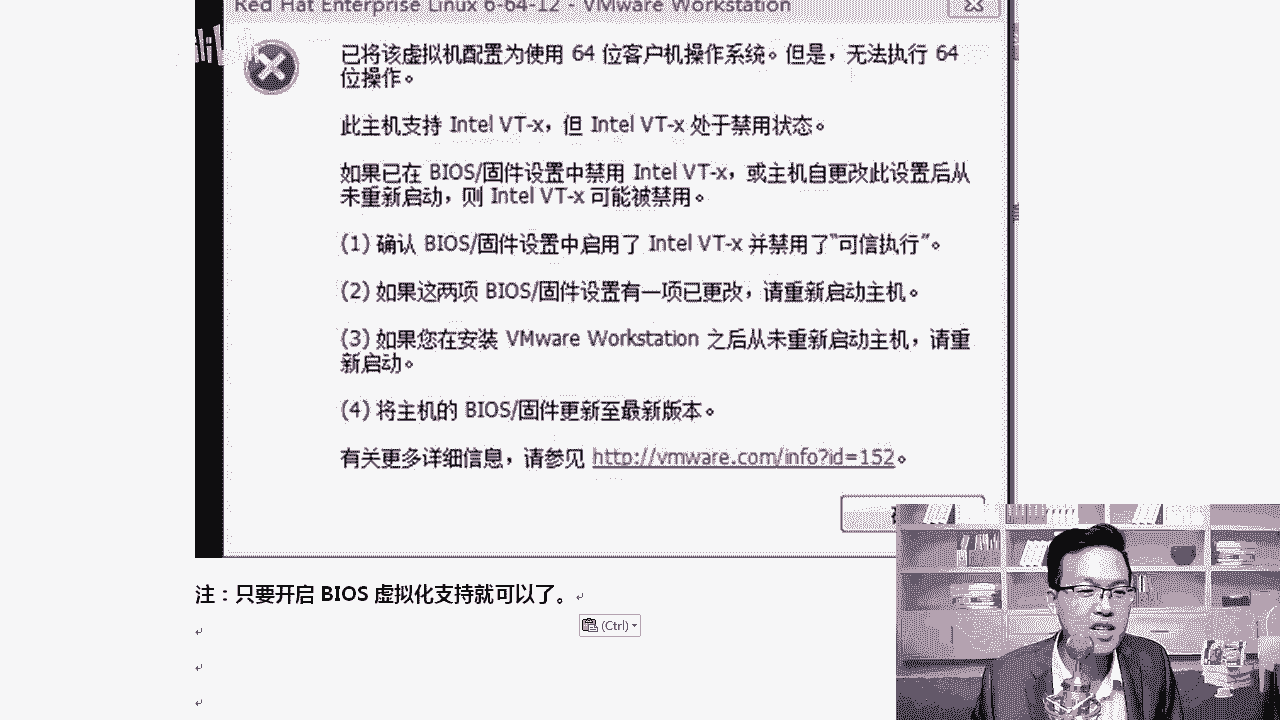 Red Hat Enterprise Linux 6-64-12 - VMware Workstation
已将该虚拟机配置为使用 64 位客户机操作系统。但是，无法执行 64
位操作。
此主机支持 Intel VT-x，但 Intel VT-x 处于禁用状态。
如果已在 BIOS/固件设置中禁用 Intel VT-x，或主机自更改此设置后从
未重新启动，则 Intel VT-x 可能被禁用。
(1) 确认 BIOS/固件设置中启用了 Intel VT-x 并禁用了“可信执行”。
(2) 如果这两项 BIOS/固件设置有一项已更改，请重新启动主机。
(3) 如果您在安装 VMware Workstation 之后从未重新启动主机，请重
新启动。
(4) 将主机的 BIOS/固件更新至最新版本。
有关更多详细信息，请参见 http://vmware.com/info?id=152。
注：只要开启 BIOS 虚拟化支持就可以了。
(Ctrl)